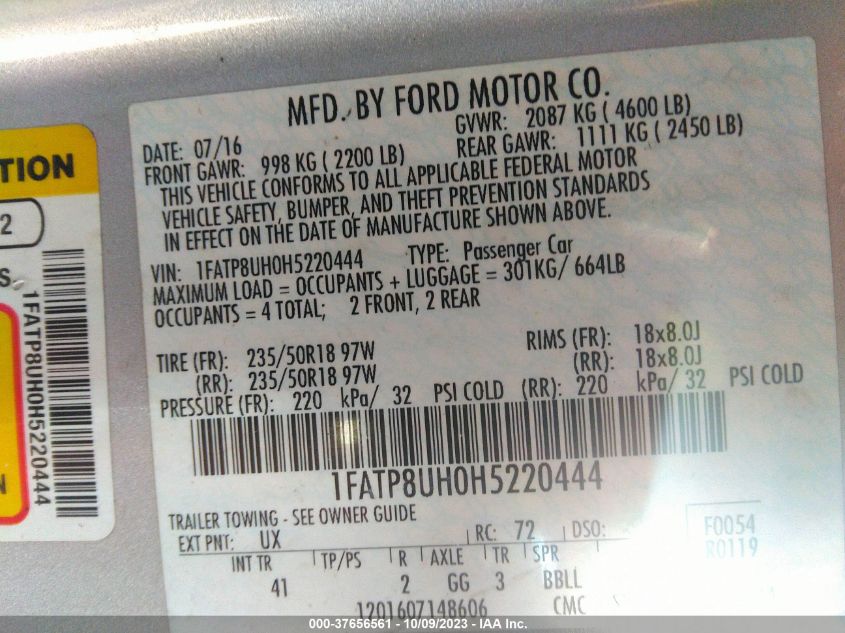 MFD. BY FORD MOTOR CO.
DATE: 07/16 GVWR: 2087 KG ( 4600 LB)
FRONT GAWR: 998 KG ( 2200 LB) REAR GAWR: 1111 KG ( 2450 LB)
THIS VEHICLE CONFORMS TO ALL APPLICABLE FEDERAL MOTOR
VEHICLE SAFETY, BUMPER, AND THEFT PREVENTION STANDARDS
IN EFFECT ON THE DATE OF MANUFACTURE SHOWN ABOVE.
VIN: 1FATP8UH0H5220444 TYPE: Passenger Car
MAXIMUM LOAD = OCCUPANTS + LUGGAGE = 301KG/ 664LB
OCCUPANTS = 4 TOTAL; 2 FRONT, 2 REAR
TIRE (FR): 235/50R18 97W RIMS (FR): 18x8.0J
(RR): 235/50R18 97W (RR): 18x8.0J
PRESSURE (FR): 220 kPa/ 32 PSI COLD (RR): 220 kPa/ 32 PSI COLD
1FATP8UH0H5220444
TRAILER TOWING - SEE OWNER GUIDE
EXT PNT: UX RC: 72 DSO: F0054
R0119
INT TR TP/PS R AXLE TR SPR
41 2 GG 3 BBLL
1201607148606 CMC
TION
2
S
1FATP8UH0H5220444
N
000-37656561 - 10/09/2023 - IAA Inc.